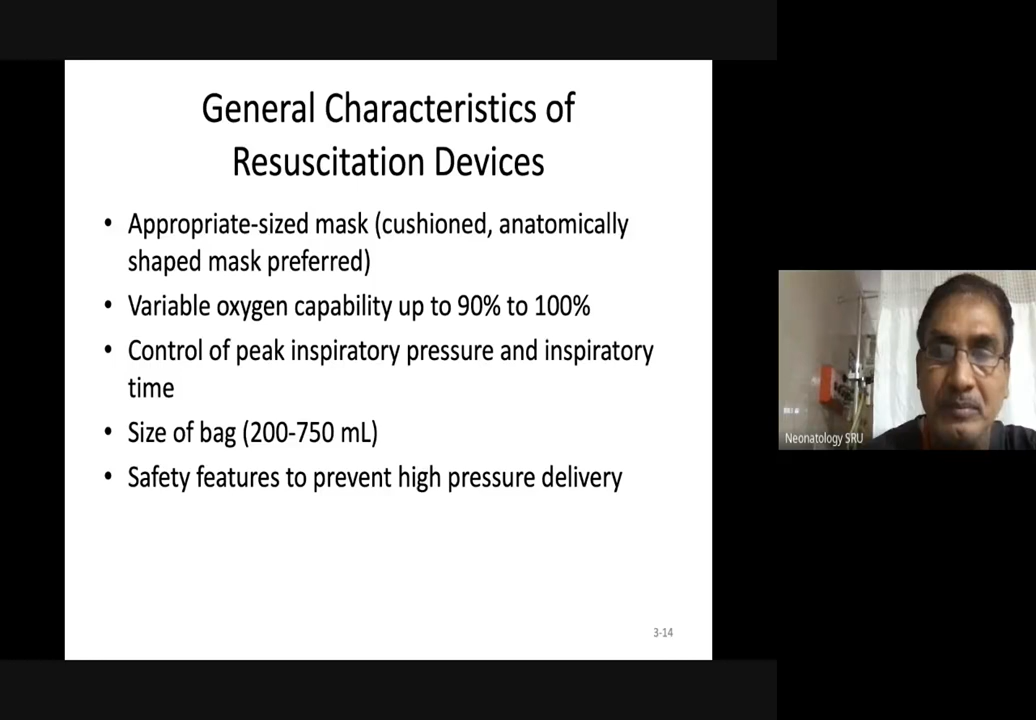 General Characteristics of
Resuscitation Devices
• Appropriate-sized mask (cushioned, anatomically
shaped mask preferred)
• Variable oxygen capability up to 90% to 100%
• Control of peak inspiratory pressure and inspiratory
time
• Size of bag (200-750 mL)
• Safety features to prevent high pressure delivery
3-14
Neonatology SRU